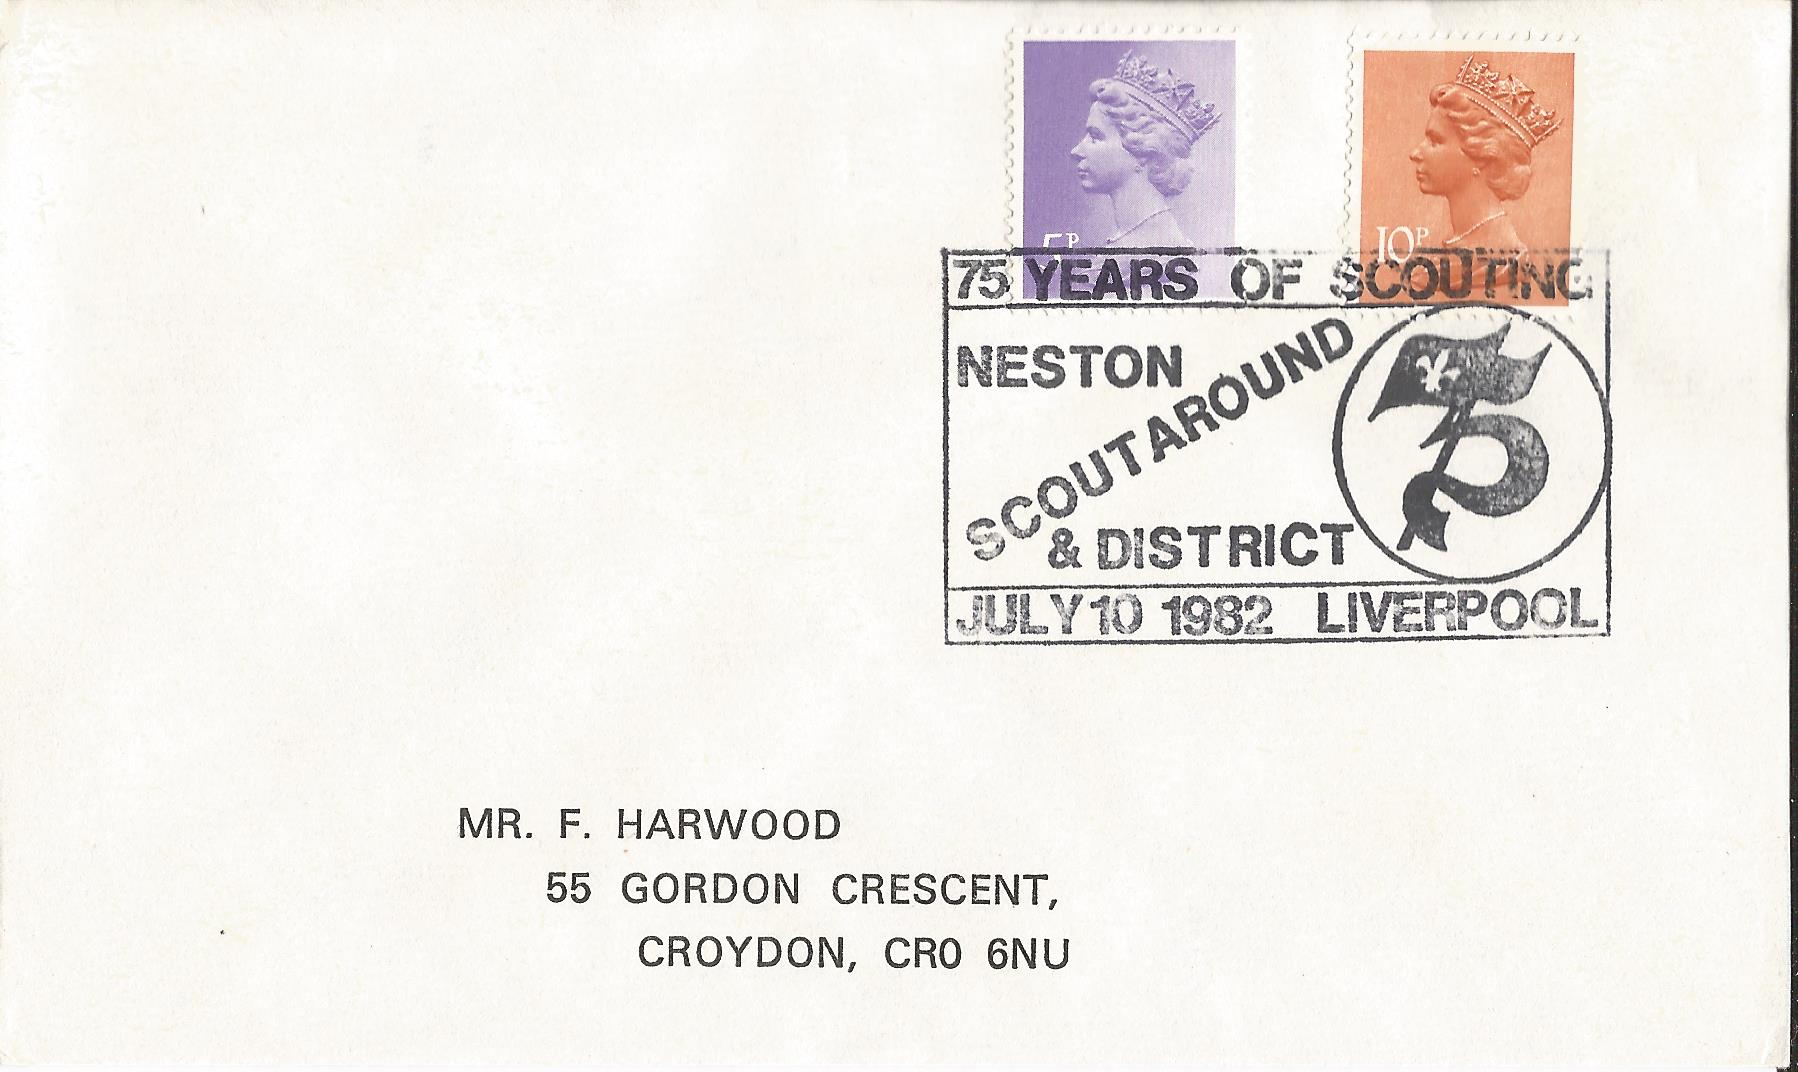 5P
10P
75 YEARS OF SCOUTING
NESTON
SCOUTAROUND
& DISTRICT
75
JULY 10 1982 LIVERPOOL
MR. F. HARWOOD
55 GORDON CRESCENT,
CROYDON, CR0 6NU